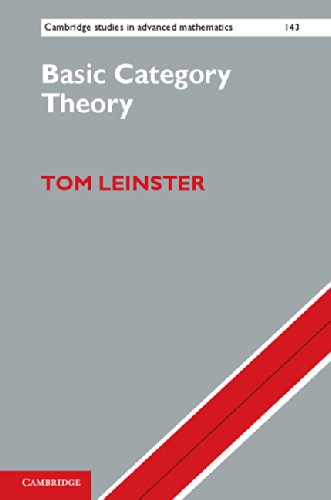 Cambridge studies in advanced mathematics 143
Basic Category
Theory
TOM LEINSTER
CAMBRIDGE